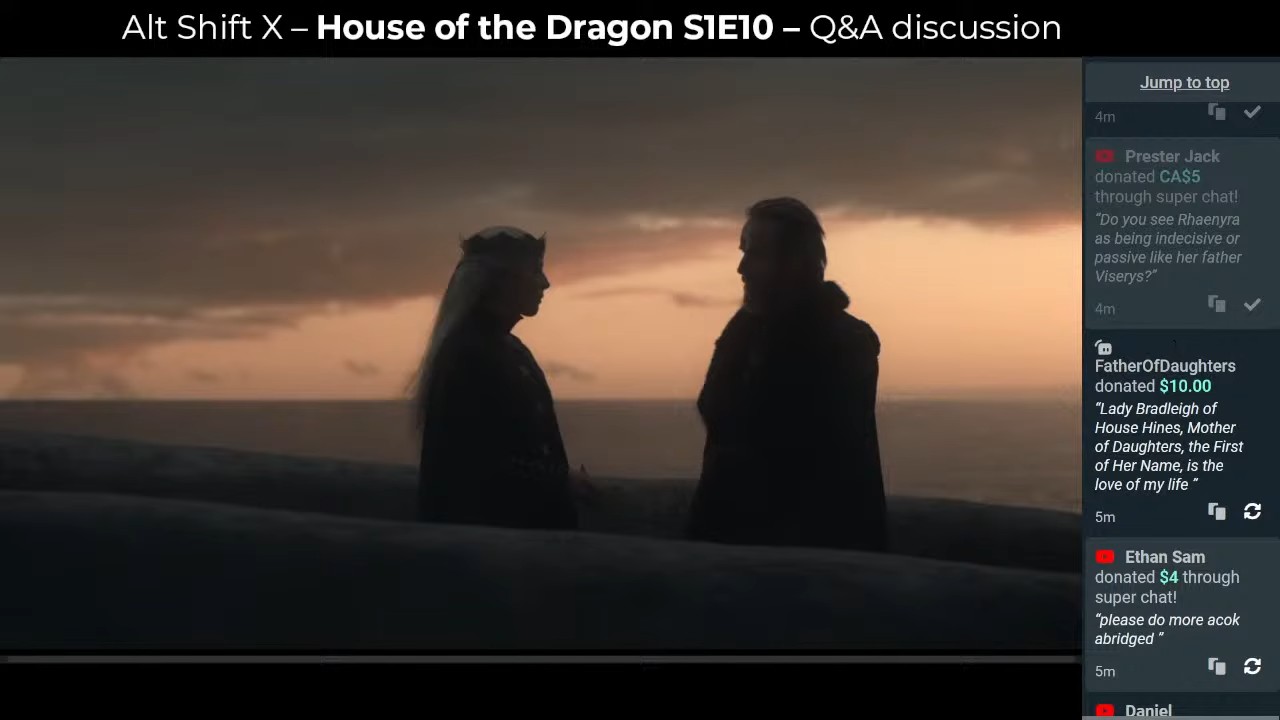 Alt Shift X – House of the Dragon S1E10 – Q&A discussion
Jump to top
4m
Prester Jack
donated CA$5
through super chat!
“Do you see Rhaenyra
as being indecisive or
passive like her father
Viserys?”
4m
FatherOfDaughters
donated $10.00
“Lady Bradleigh of
House Hines, Mother
of Daughters, the First
of Her Name, is the
love of my life ”
5m
Ethan Sam
donated $4 through
super chat!
“please do more acok
abridged ”
5m
Daniel